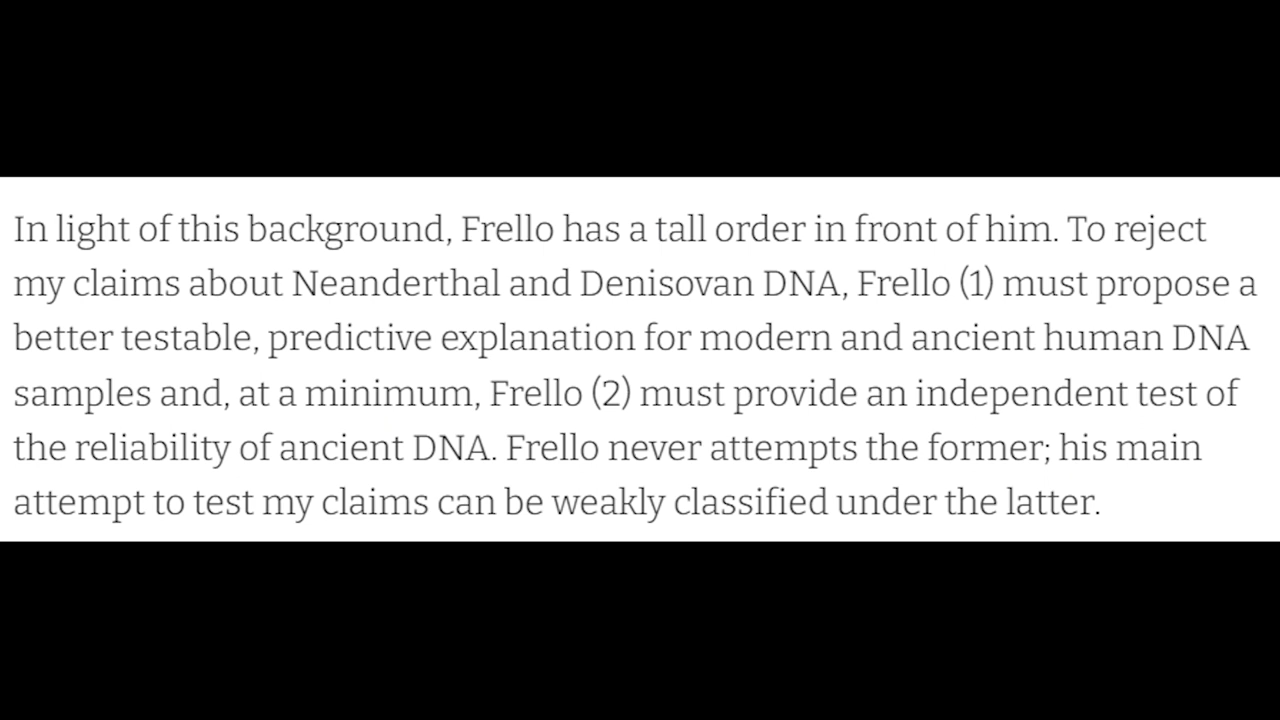 In light of this background, Frello has a tall order in front of him. To reject
my claims about Neanderthal and Denisovan DNA, Frello (1) must propose a
better testable, predictive explanation for modern and ancient human DNA
samples and, at a minimum, Frello (2) must provide an independent test of
the reliability of ancient DNA. Frello never attempts the former; his main
attempt to test my claims can be weakly classified under the latter.